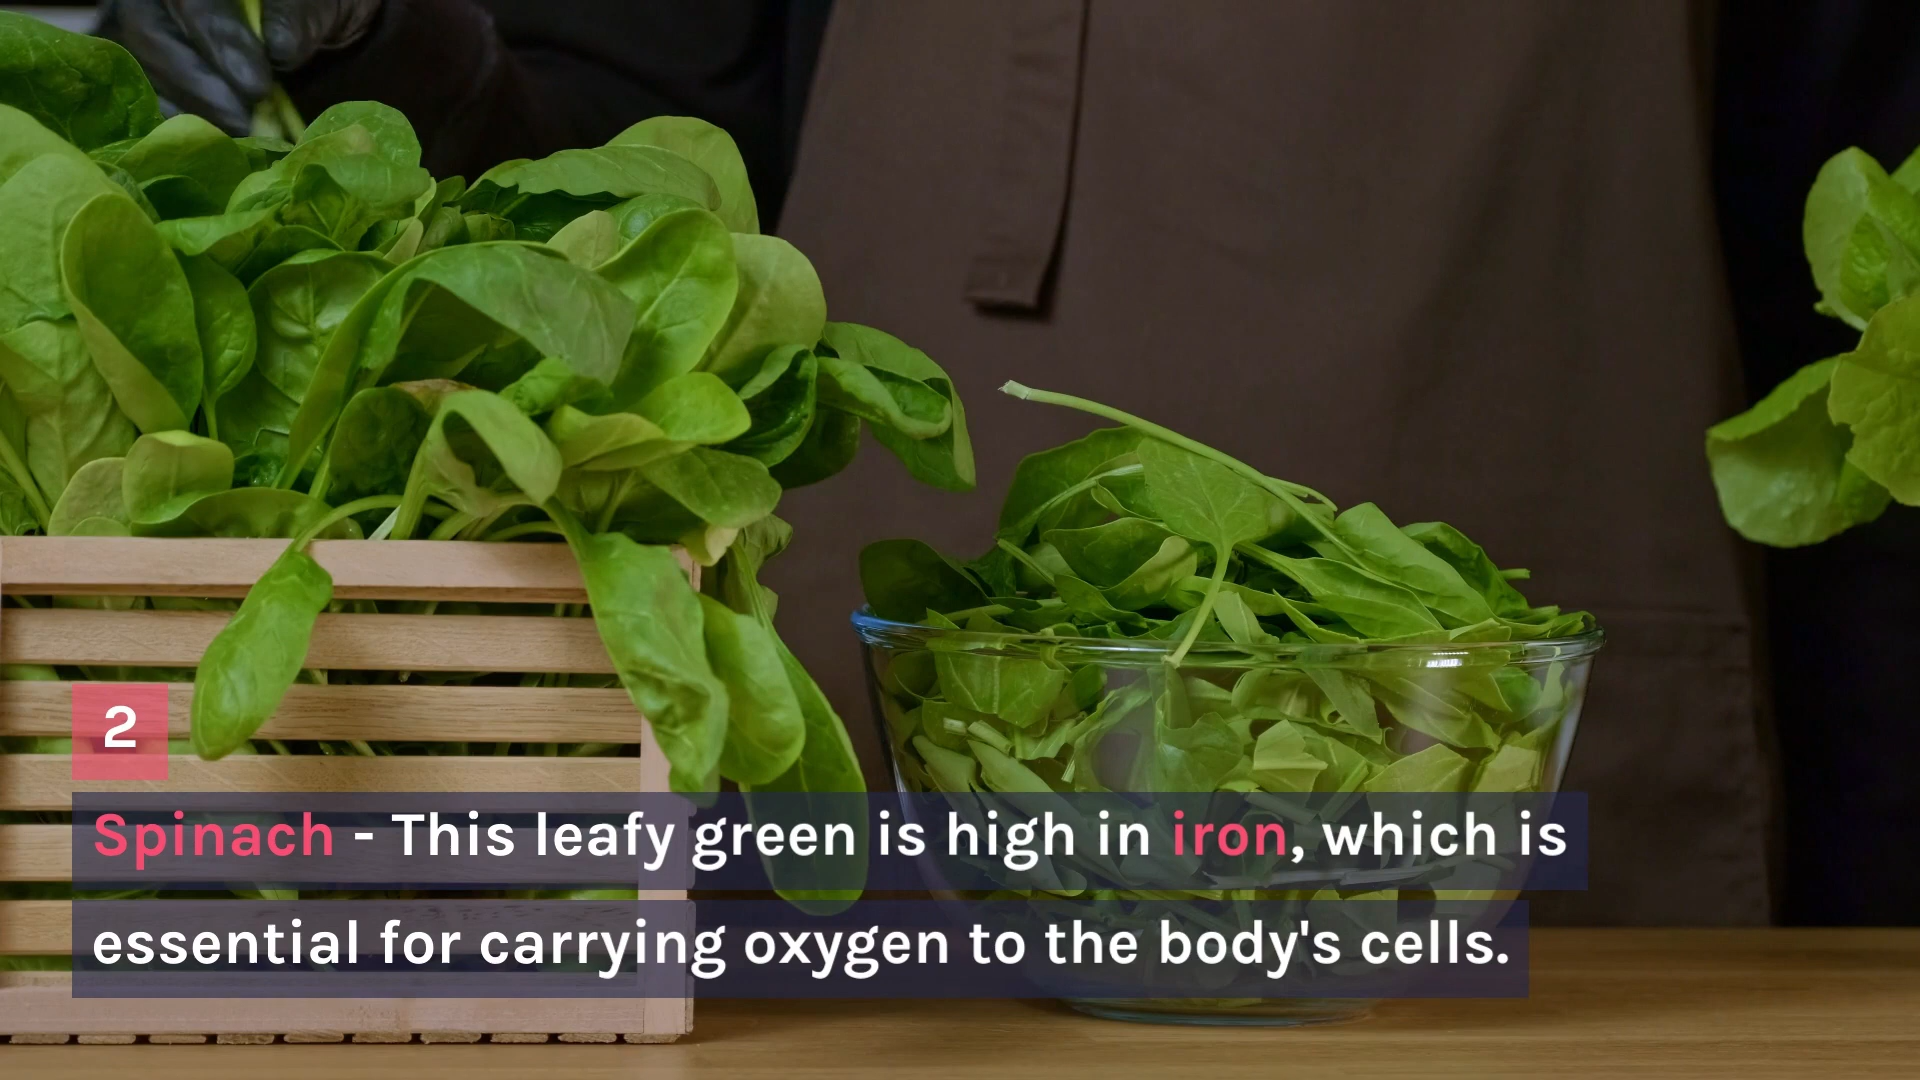 2
Spinach - This leafy green is high in iron, which is
essential for carrying oxygen to the body's cells.